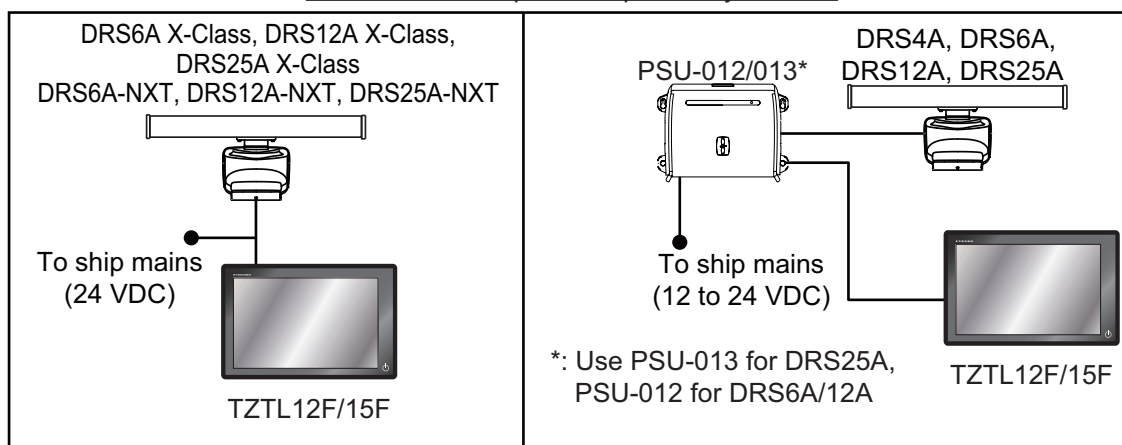 DRS6A X-Class, DRS12A X-Class,
DRS25A X-Class
DRS6A-NXT, DRS12A-NXT, DRS25A-NXT
To ship mains
(24 VDC)
TZTL12F/15F
PSU-012/013*
DRS4A, DRS6A,
DRS12A, DRS25A
To ship mains
(12 to 24 VDC)
*: Use PSU-013 for DRS25A,
PSU-012 for DRS6A/12A
TZTL12F/15F